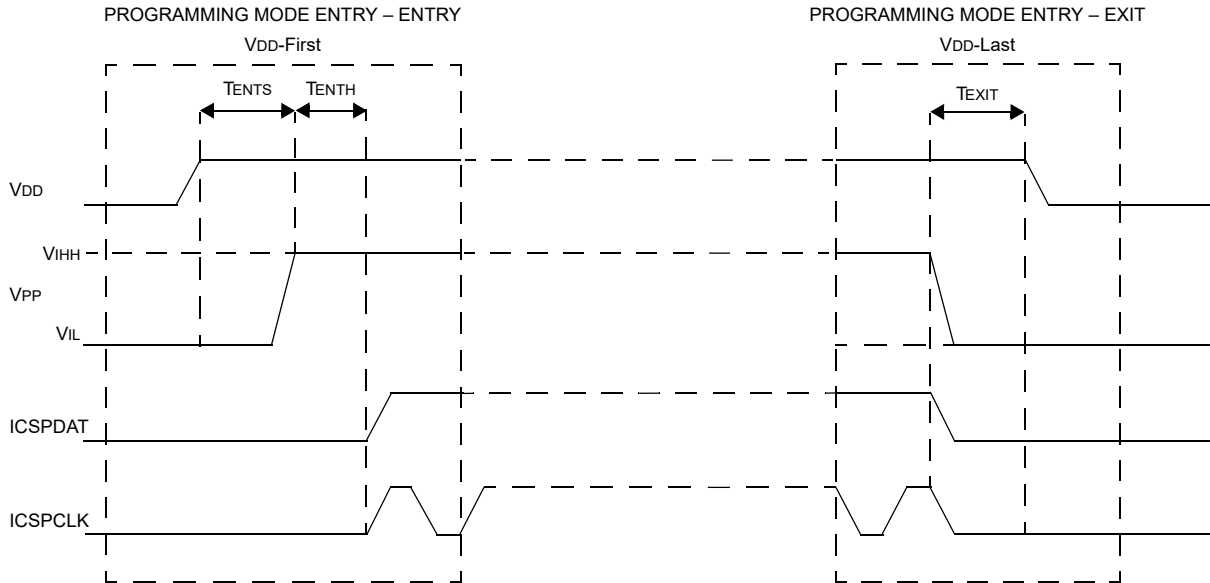 PROGRAMMING MODE ENTRY – ENTRY
VDD-First
PROGRAMMING MODE ENTRY – EXIT
VDD-Last
TENTS
TENTH
TEXIT
VDD
VIHH
VPP
VIL
ICSPDAT
ICSPCLK